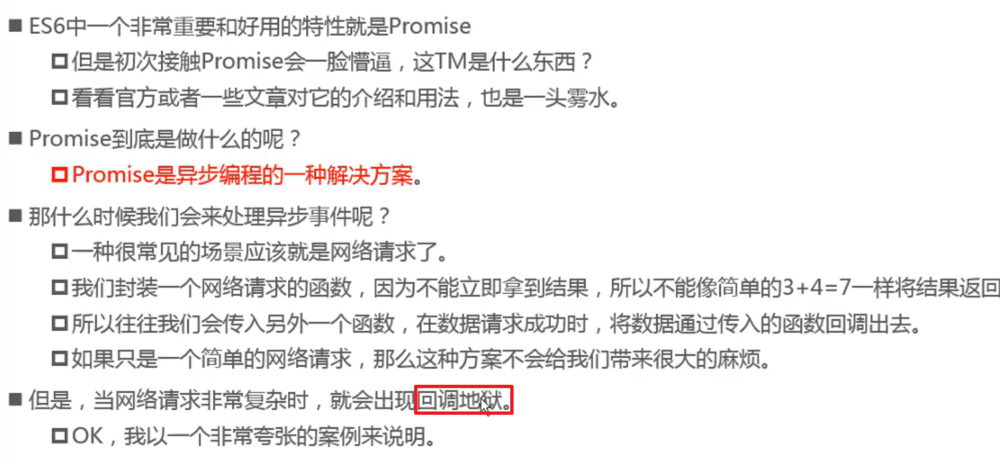 ES6中一个非常重要和好用的特性就是Promise
但是初次接触Promise会一脸懵逼，这TM是什么东西？
看看官方或者一些文章对它的介绍和用法，也是一头雾水。
Promise到底是做什么的呢？
Promise是异步编程的一种解决方案。
那什么时候我们会来处理异步事件呢？
一种很常见的场景应该就是网络请求了。
我们封装一个网络请求的函数，因为不能立即拿到结果，所以不能像简单的3+4=7一样将结果返回
所以往往我们会传入另外一个函数，在数据请求成功时，将数据通过传入的函数回调出去。
如果只是一个简单的网络请求，那么这种方案不会给我们带来很大的麻烦。
但是，当网络请求非常复杂时，就会出现回调地狱。
OK，我以一个非常夸张的案例来说明。